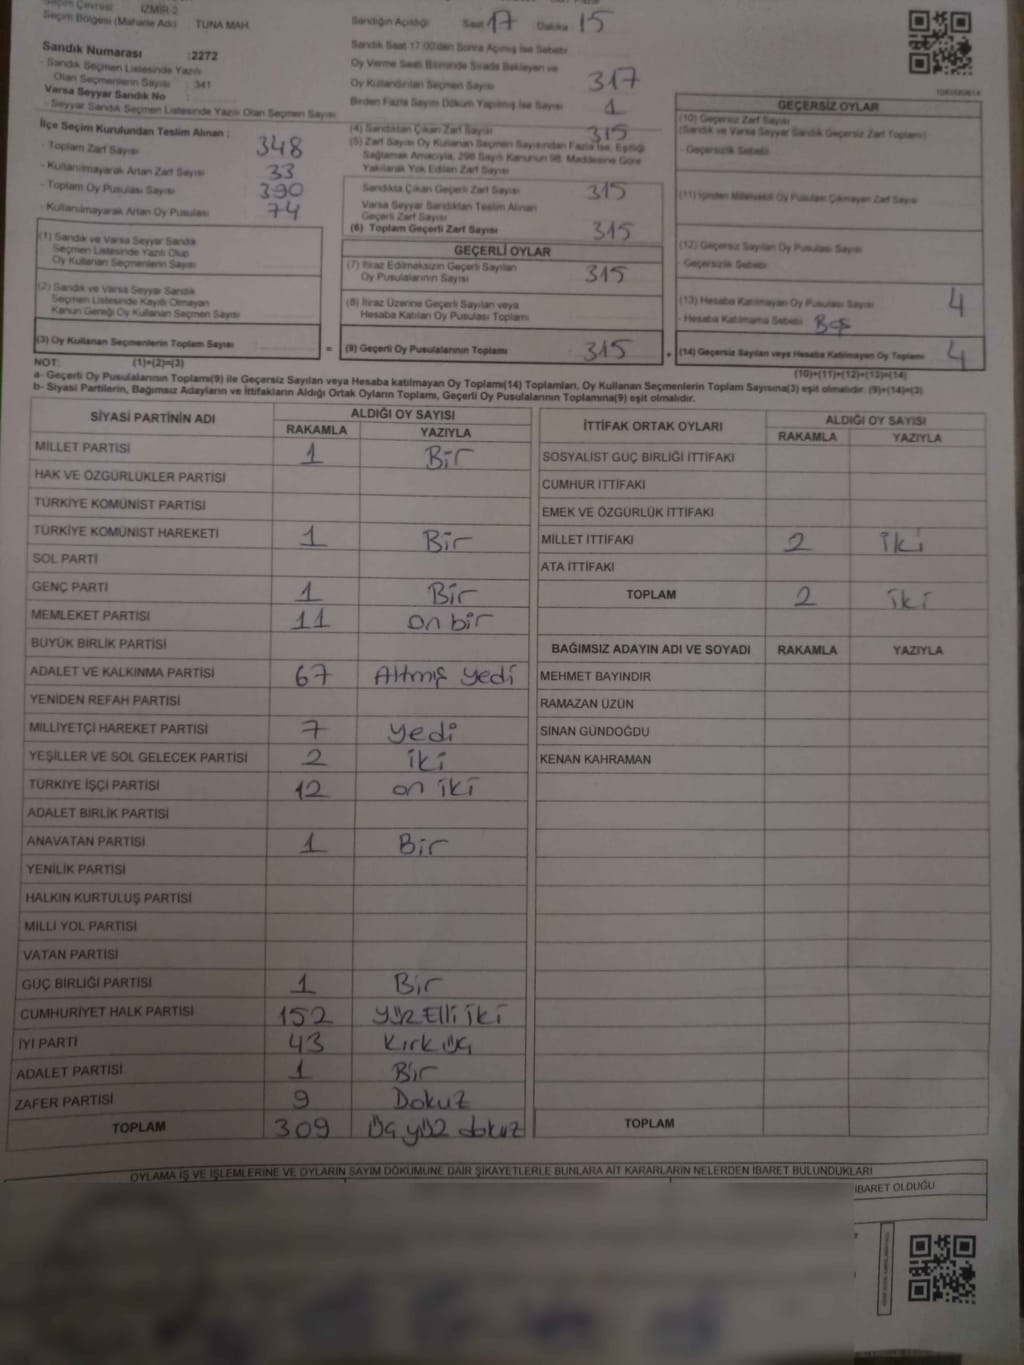 Seçim Çevresi İZMİR-2
Seçim Bölgesi (Mahalle Adı) TUNA MAH.
Sandık Numarası :2272
- Sandık Seçmen Listesinde Yazılı
Olan Seçmenlerin Sayısı : 341
Varsa Seyyar Sandık No
- Seyyar Sandık Seçmen Listesinde Yazılı Olan Seçmen Sayısı
İlçe Seçim Kurulundan Teslim Alınan :
- Toplam Zarf Sayısı 348
- Kullanılmayarak Artan Zarf Sayısı 33
- Toplam Oy Pusulası Sayısı 390
- Kullanılmayarak Artan Oy Pusulası 74
(1) Sandık ve Varsa Seyyar Sandık
Seçmen Listesinde Yazılı Olup
Oy Kullanan Seçmenlerin Sayısı
(2) Sandık ve Varsa Seyyar Sandık
Seçmen Listesinde Kayıtlı Olmayan
Kanun Gereği Oy Kullanan Seçmen Sayısı
(3) Oy Kullanan Seçmenlerin Toplam Sayısı
(1)+(2)=(3)
Sandığın Açıldığı Saat 17 Dakika 15
Sandık Saat 17.00'den Sonra Açılmış İse Sebebi
Oy Verme Saati Bitiminde Sırada Bekleyen ve
Oy Kullandırılan Seçmen Sayısı 317
Birden Fazla Sayım Döküm Yapılmış İse Sayısı 1
(4) Sandıktan Çıkan Zarf Sayısı 315
(5) Zarf Sayısı Oy Kullanan Seçmen Sayısından Fazla İse, Eşitliği
Sağlamak Amacıyla, 298 Sayılı Kanunun 98. Maddesine Göre
Yakılarak Yok Edilen Zarf Sayısı
Sandıkta Çıkan Geçerli Zarf Sayısı 315
Varsa Seyyar Sandıktan Teslim Alınan
Geçerli Zarf Sayısı
(6) Toplam Geçerli Zarf Sayısı 315
GEÇERLİ OYLAR
(7) İtiraz Edilmeksizin Geçerli Sayılan
Oy Pusulalarının Sayısı 315
(8) İtiraz Üzerine Geçerli Sayılan veya
Hesaba Katılan Oy Pusulası Toplamı
= (9) Geçerli Oy Pusulalarının Toplamı 315
GEÇERSİZ OYLAR
(10) Geçersiz Zarf Sayısı
(Sandık ve Varsa Seyyar Sandık Geçersiz Zarf Toplamı)
- Geçersizlik Sebebi
(11) İçinden Milletvekili Oy Pusulası Çıkmayan Zarf Sayısı
(12) Geçersiz Sayılan Oy Pusulası Sayısı
- Geçersizlik Sebebi
(13) Hesaba Katılmayan Oy Pusulası Sayısı 4
- Hesaba Katılmama Sebebi Boş
+ (14) Geçersiz Sayılan veya Hesaba Katılmayan Oy Toplamı 4
(10)+(11)+(12)+(13)=(14)
NOT:
a- Geçerli Oy Pusulalarının Toplamı(9) ile Geçersiz Sayılan veya Hesaba katılmayan Oy Toplamı(14) Toplamları, Oy Kullanan Seçmenlerin Toplam Sayısına(3) eşit olmalıdır. (9)+(14)=(3)
b- Siyasi Partilerin, Bağımsız Adayların ve İttifakların Aldığı Ortak Oyların Toplamı, Geçerli Oy Pusulalarının Toplamına(9) eşit olmalıdır.
SİYASİ PARTİNİN ADI ALDIĞI OY SAYISI
RAKAMLA YAZIYLA
MİLLET PARTİSİ 1 Bir
HAK VE ÖZGÜRLÜKLER PARTİSİ
TÜRKİYE KOMÜNİST PARTİSİ
TÜRKİYE KOMÜNİST HAREKETİ 1 Bir
SOL PARTİ
GENÇ PARTİ 1 Bir
MEMLEKET PARTİSİ 11 on bir
BÜYÜK BİRLİK PARTİSİ
ADALET VE KALKINMA PARTİSİ 67 Altmış yedi
YENİDEN REFAH PARTİSİ
MİLLİYETÇİ HAREKET PARTİSİ 7 yedi
YEŞİLLER VE SOL GELECEK PARTİSİ 2 iki
TÜRKİYE İŞÇİ PARTİSİ 12 on iki
ADALET BİRLİK PARTİSİ
ANAVATAN PARTİSİ 1 Bir
YENİLİK PARTİSİ
HALKIN KURTULUŞ PARTİSİ
MİLLİ YOL PARTİSİ
VATAN PARTİSİ
GÜÇ BİRLİĞİ PARTİSİ 1 Bir
CUMHURİYET HALK PARTİSİ 152 yüz Elli iki
İYİ PARTİ 43 Kırk üç
ADALET PARTİSİ 1 Bir
ZAFER PARTİSİ 9 Dokuz
TOPLAM 309 Üç yüz dokuz
İTTİFAK ORTAK OYLARI ALDIĞI OY SAYISI
RAKAMLA YAZIYLA
SOSYALİST GÜÇ BİRLİĞİ İTTİFAKI
CUMHUR İTTİFAKI
EMEK VE ÖZGÜRLÜK İTTİFAKI
MİLLET İTTİFAKI 2 iki
ATA İTTİFAKI
TOPLAM 2 iki
BAĞIMSIZ ADAYIN ADI VE SOYADI RAKAMLA YAZIYLA
MEHMET BAYINDIR
RAMAZAN ÜZÜN
SİNAN GÜNDOĞDU
KENAN KAHRAMAN
TOPLAM
OYLAMA İŞ VE İŞLEMLERİNE VE OYLARIN SAYIM DÖKÜMÜNE DAİR ŞİKAYETLERLE BUNLARA AİT KARARLARIN NELERDEN İBARET BULUNDUKLARI
İBARET OLDUĞU